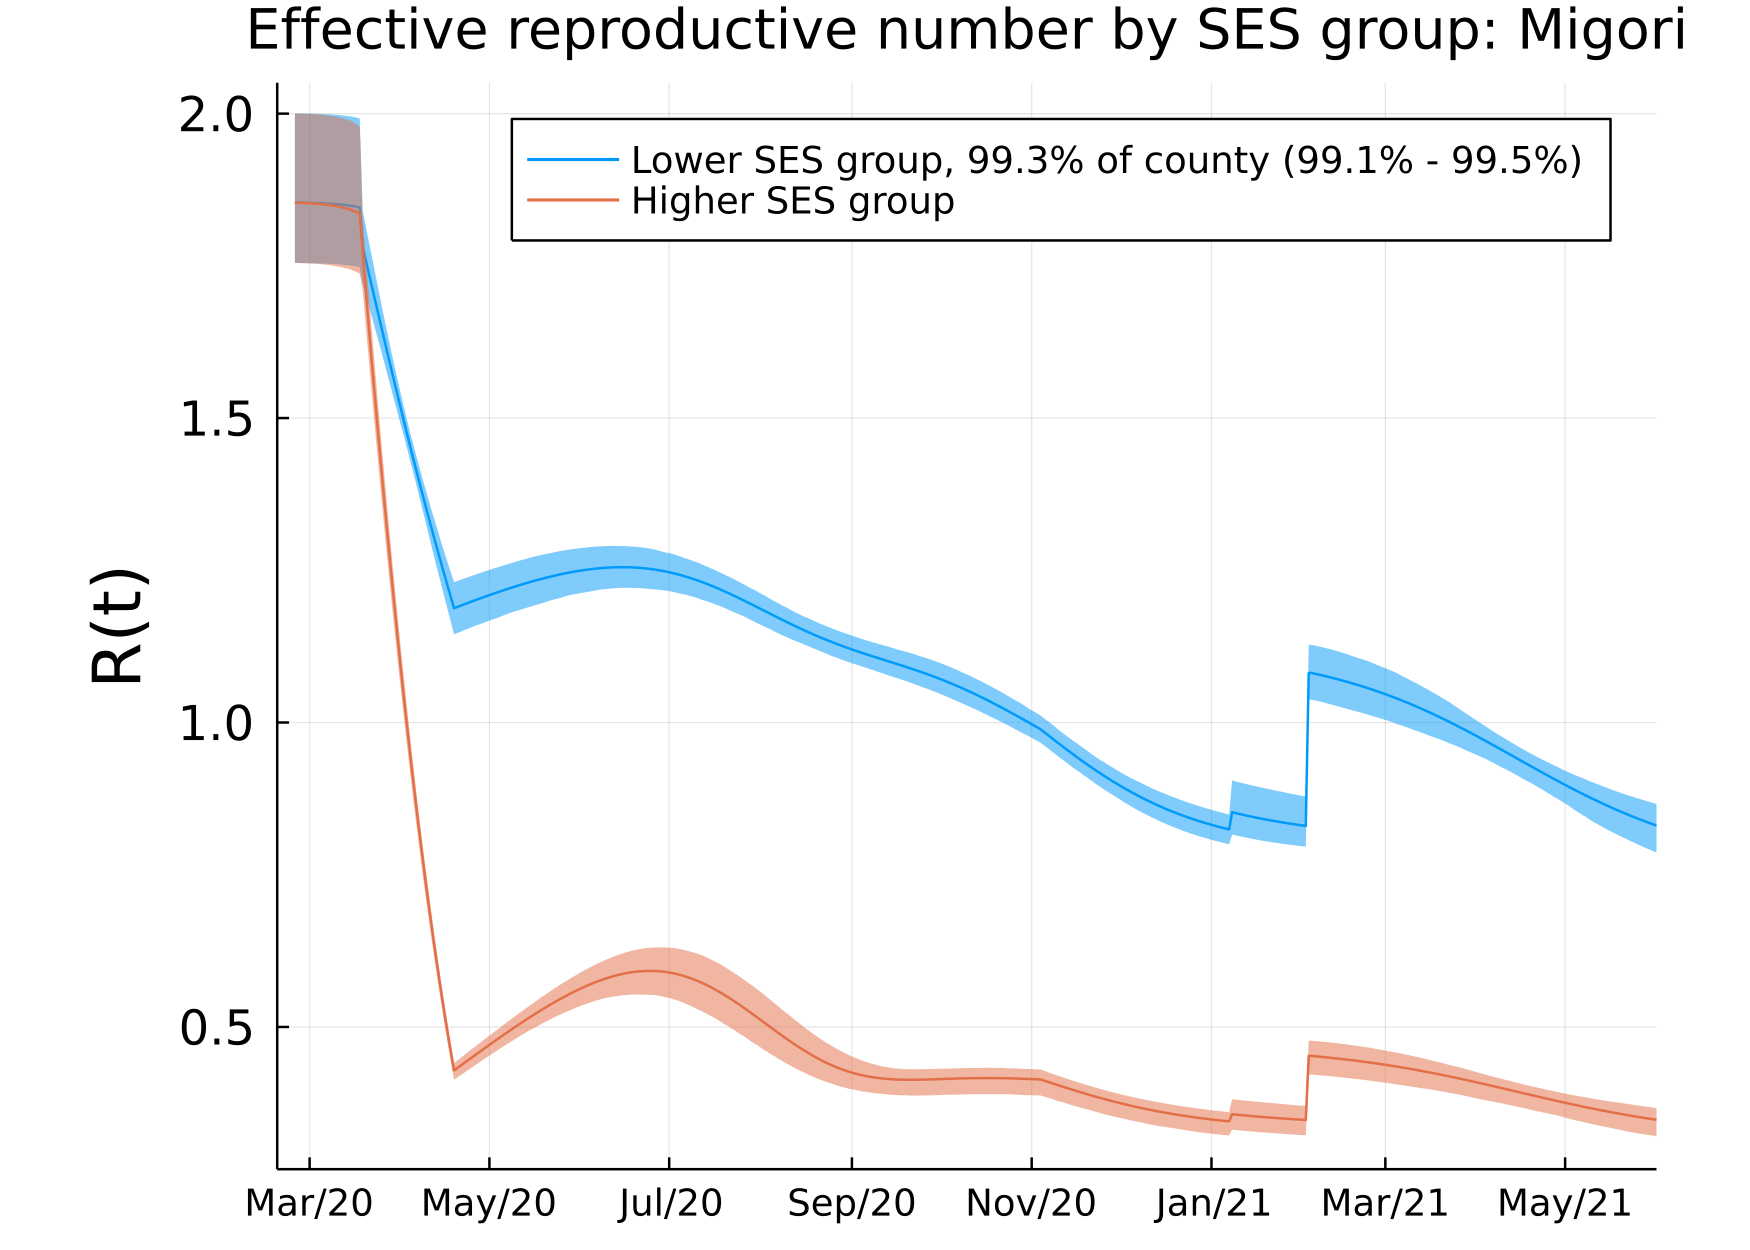 Effective reproductive number by SES group: Migori
2.0
Lower SES group, 99.3% of county (99.1% - 99.5%)
Higher SES group
1.5
R(t)
1.0
0.5
Mar/20 May/20 Jul/20 Sep/20 Nov/20 Jan/21 Mar/21 May/21